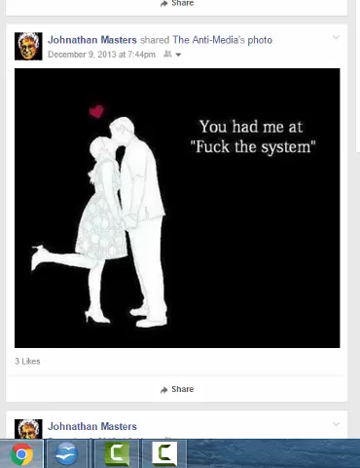 Share
Johnathan Masters shared The Anti-Media's photo
December 9, 2013 at 7:44pm
You had me at
"Fuck the system"
3 Likes
Share
Johnathan Masters